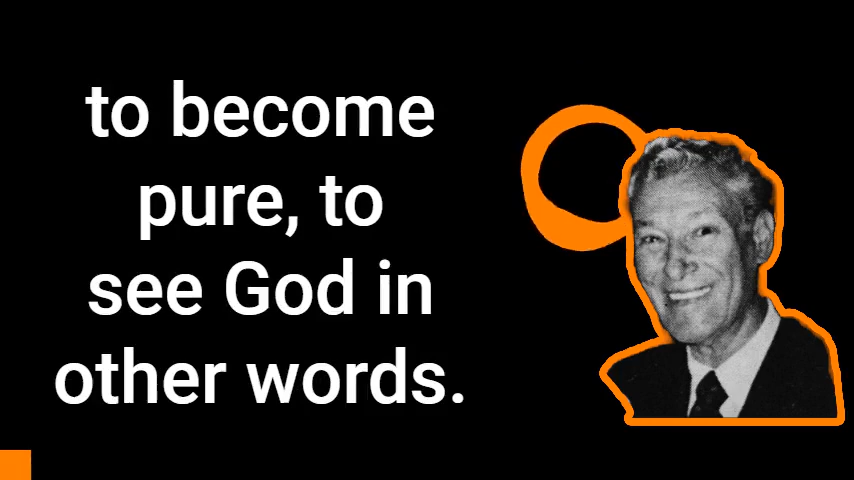 to become
pure, to
see God in
other words.